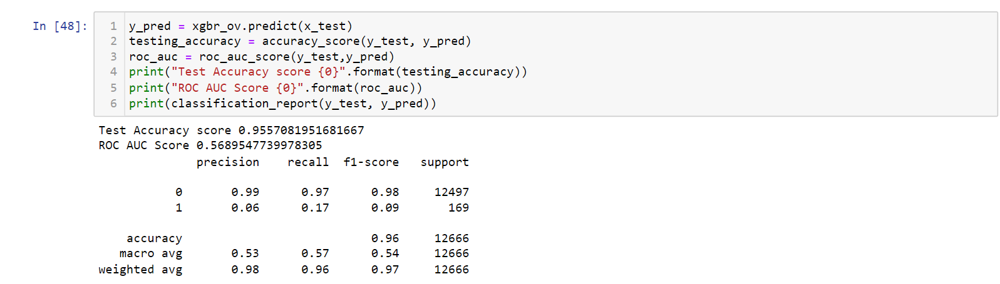 In [48]:
1 y_pred = xgbr_ov.predict(x_test)
2 testing_accuracy = accuracy_score(y_test, y_pred)
3 roc_auc = roc_auc_score(y_test,y_pred)
4 print("Test Accuracy score {0}".format(testing_accuracy))
5 print("ROC AUC Score {0}".format(roc_auc))
6 print(classification_report(y_test, y_pred))
Test Accuracy score 0.9557081951681667
ROC AUC Score 0.5689547739978305
precision recall f1-score support
0 0.99 0.97 0.98 12497
1 0.06 0.17 0.09 169
accuracy 0.96 12666
macro avg 0.53 0.57 0.54 12666
weighted avg 0.98 0.96 0.97 12666